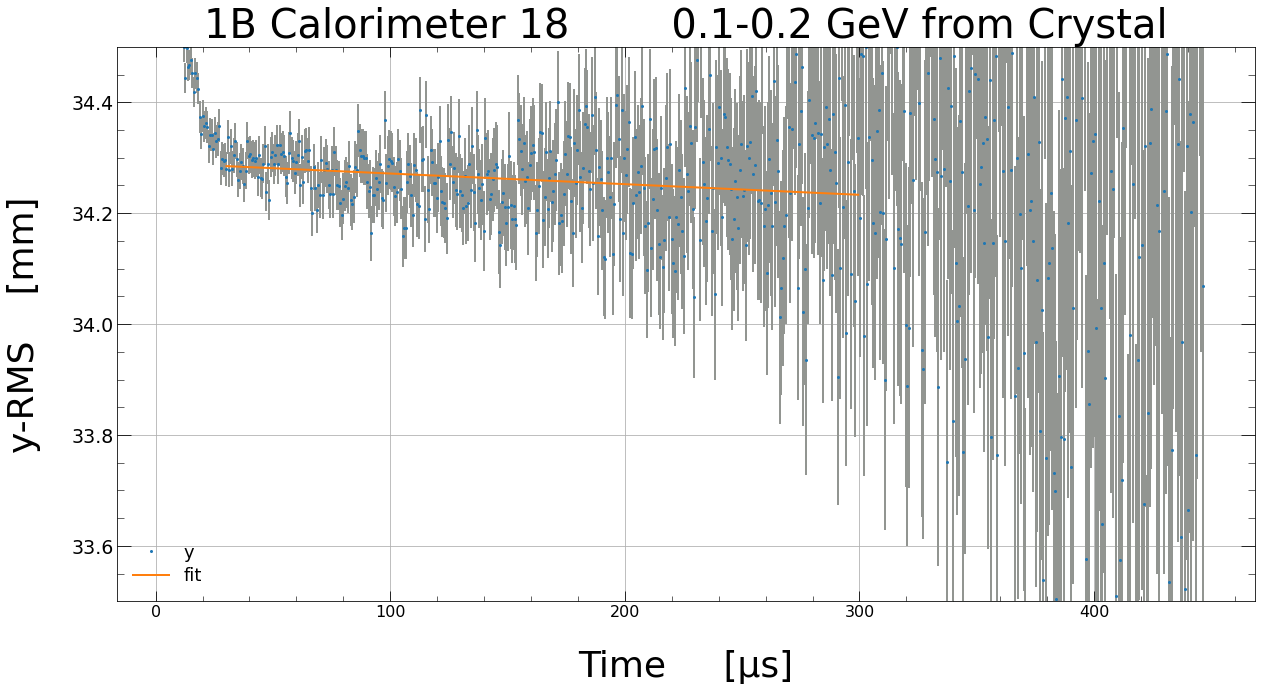 1B Calorimeter 18 0.1-0.2 GeV from Crystal
y-RMS [mm]
34.4
34.2
34.0
33.8
33.6
y
fit
0 100 200 300 400
Time [μs]